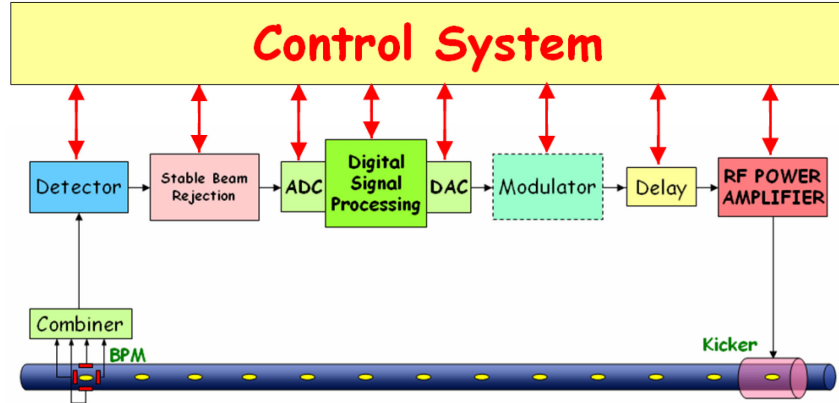 Control System
Detector
Stable Beam
Rejection
ADC
Digital
Signal
Processing
DAC
Modulator
Delay
RF POWER
AMPLIFIER
Combiner
BPM
Kicker